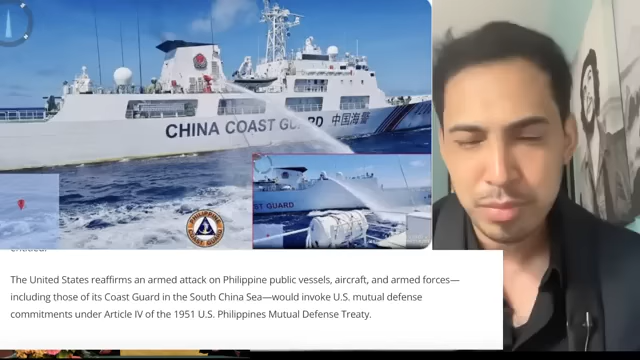 CHINA COAST GUARD 中国海警
GUARD
PHILIPPINE
COAST GUARD
The United States reaffirms an armed attack on Philippine public vessels, aircraft, and armed forces—
including those of its Coast Guard in the South China Sea—would invoke U.S. mutual defense
commitments under Article IV of the 1951 U.S. Philippines Mutual Defense Treaty.